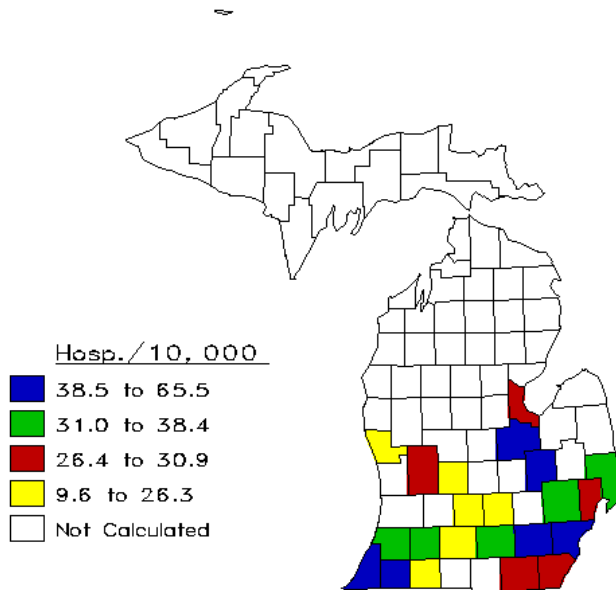 Hosp./10,000
38.5 to 65.5
31.0 to 38.4
26.4 to 30.9
9.6 to 26.3
Not Calculated